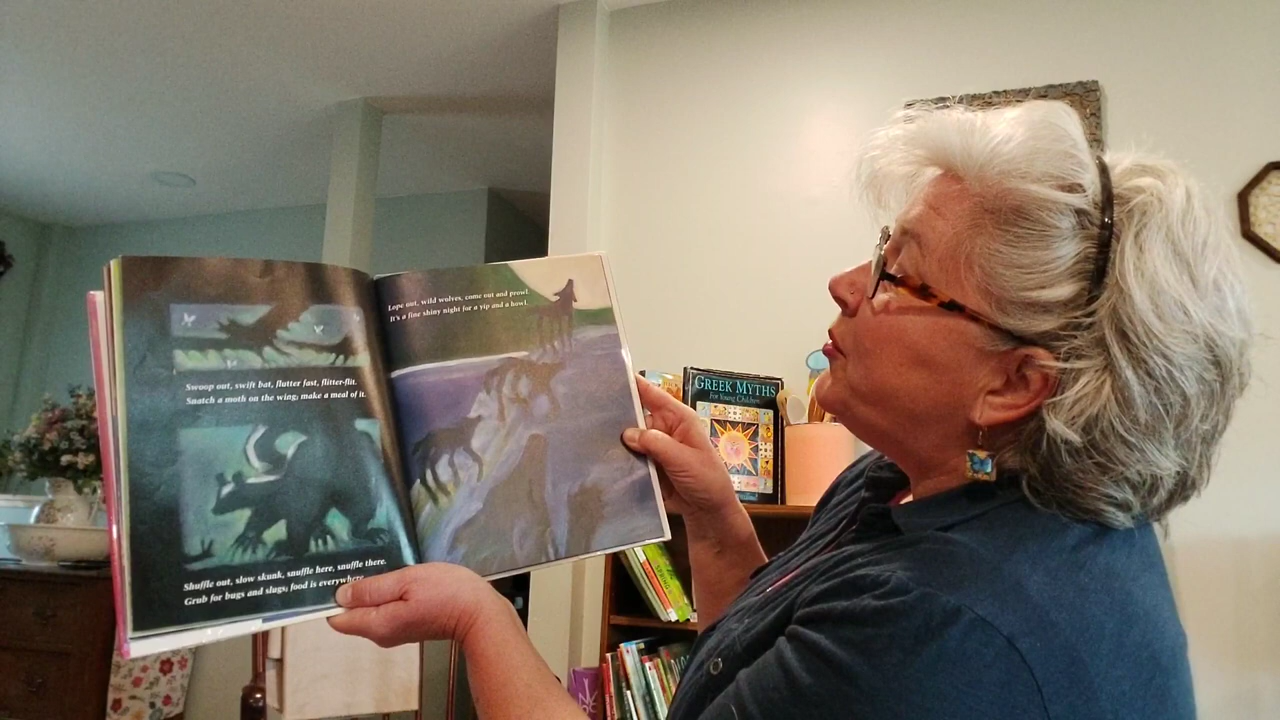 Swoop out, swift bat, flutter fast, flitter-flit.
Snatch a moth on the wing; make a meal of it.
Shuffle out, slow skunk, snuffle here, snuffle there.
Grub for bugs and slugs; food is everywhere.
Lope out, wild wolves, come out and prowl.
It's a fine shiny night for a yip and a howl.
GREEK MYTHS
For Young Children